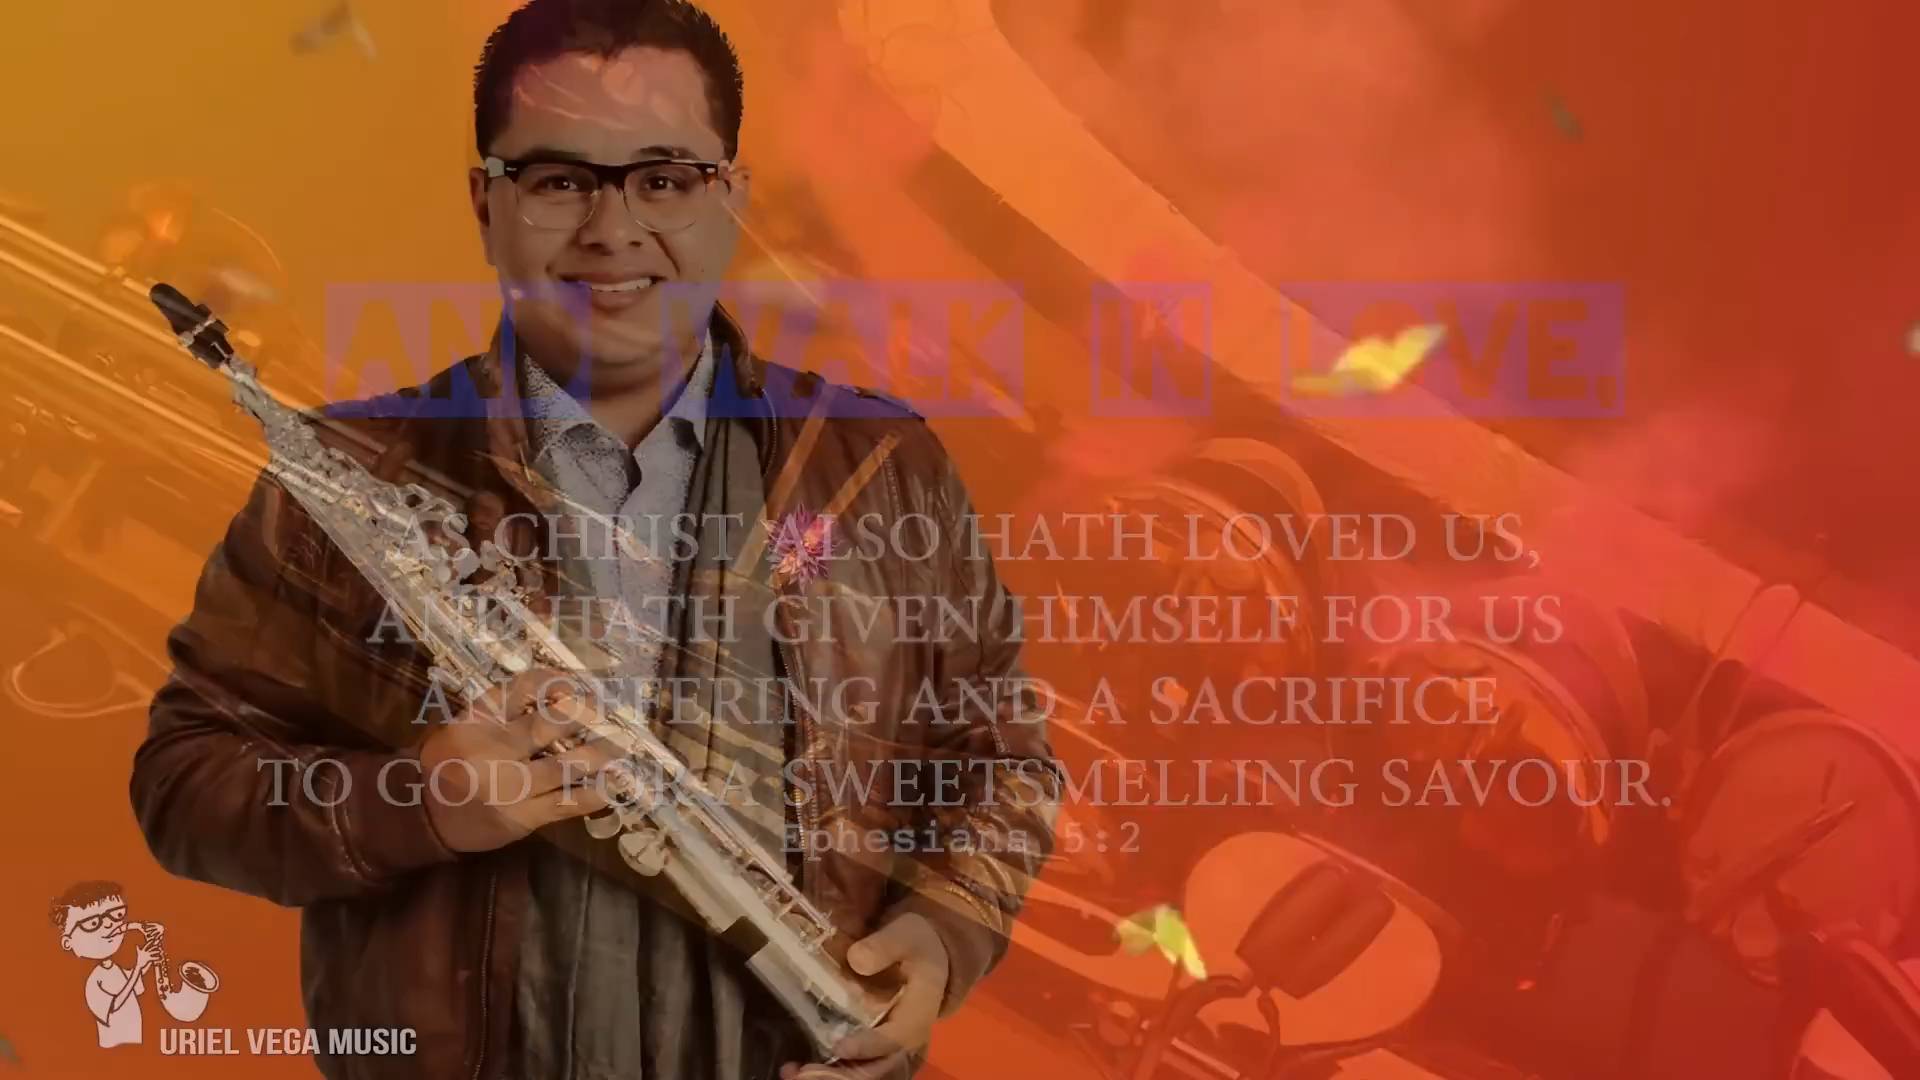 AND WALK IN LOVE,
AS CHRIST ALSO HATH LOVED US,
AND HATH GIVEN HIMSELF FOR US
AN OFFERING AND A SACRIFICE
TO GOD FOR A SWEETSMELLING SAVOUR.
Ephesians 5:2
URIEL VEGA MUSIC